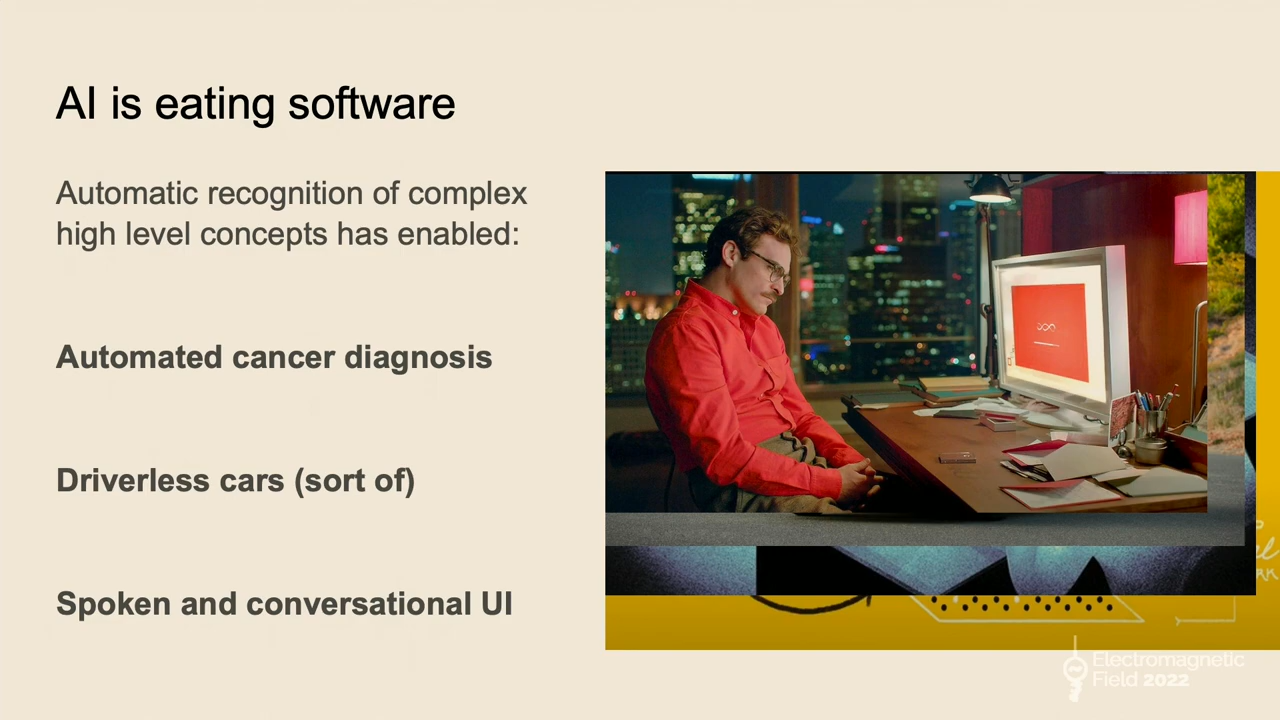 AI is eating software
Automatic recognition of complex
high level concepts has enabled:
Automated cancer diagnosis
Driverless cars (sort of)
Spoken and conversational UI
Electromagnetic
Field 2022